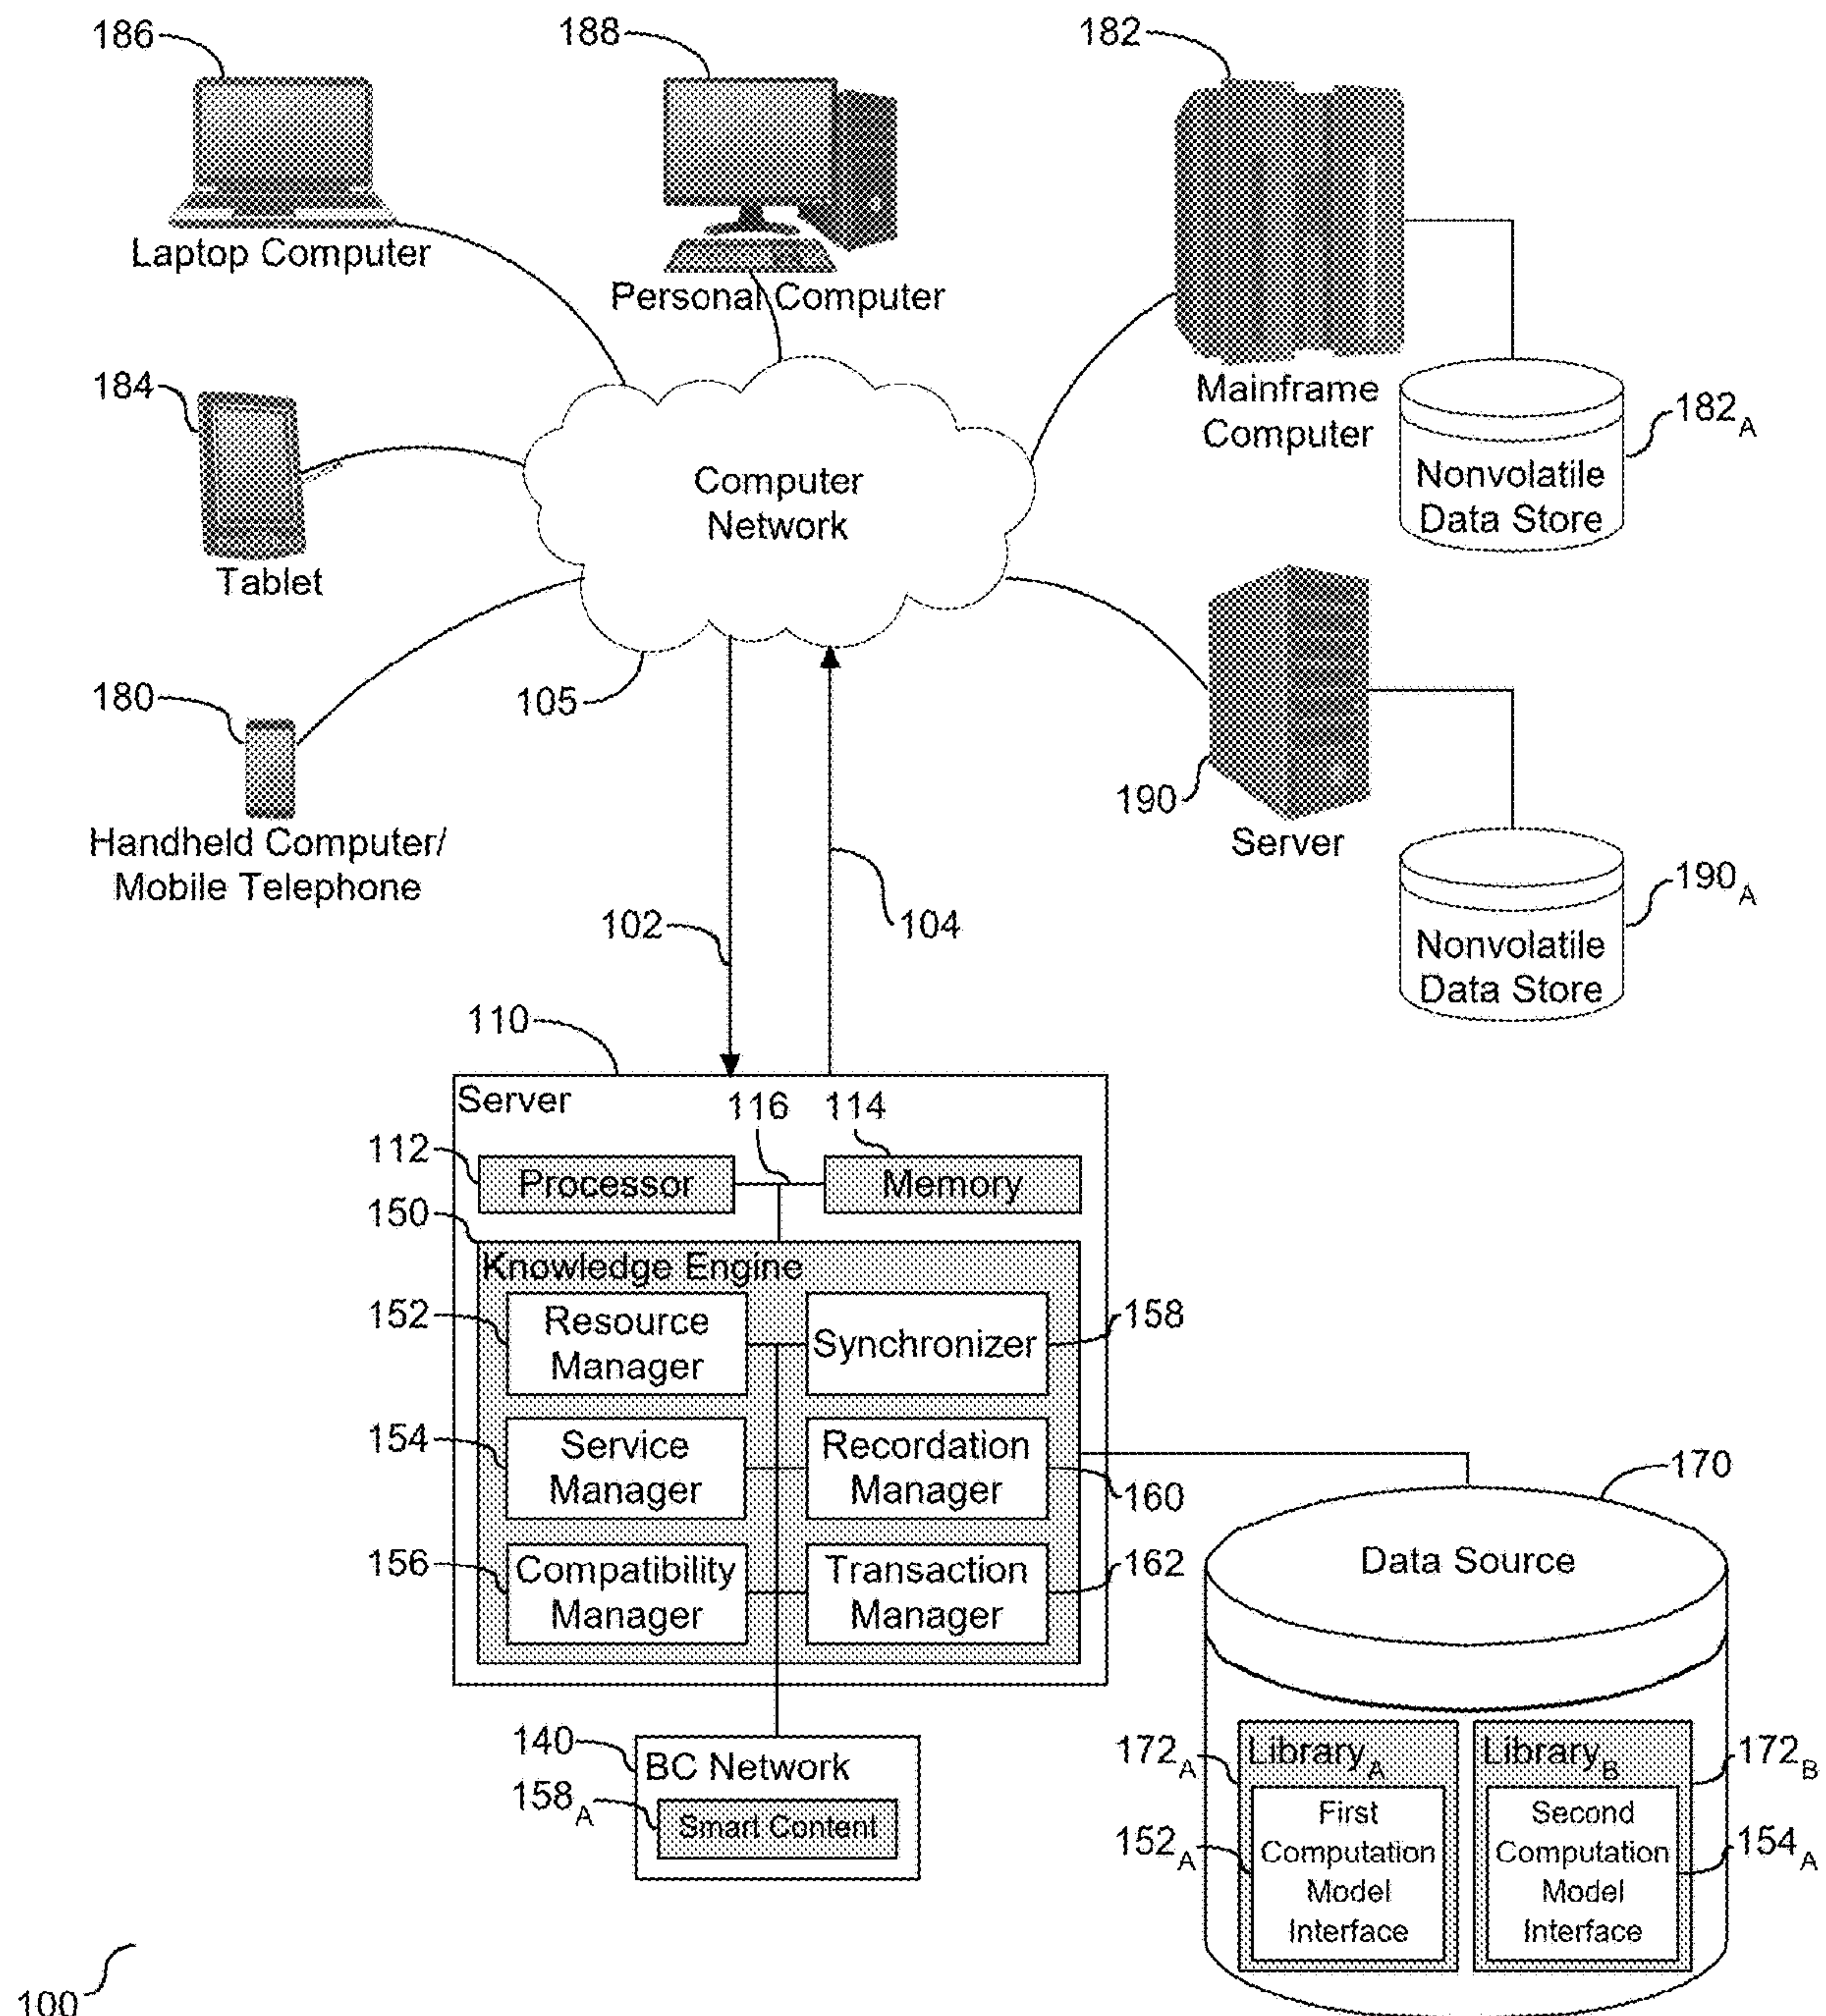 186
188
182
Laptop Computer
Personal Computer
Mainframe
Computer
184
182A
Nonvolatile
Data Store
Computer
Network
Tablet
180
105
190
Server
Handheld Computer/
Mobile Telephone
102
104
190A
Nonvolatile
Data Store
110
Server
116
114
112
Processor
Memory
150
Knowledge Engine
152
Resource
Manager
Synchronizer
158
154
Service
Manager
Recordation
Manager
160
156
Compatibility
Manager
Transaction
Manager
162
170
Data Source
140
BC Network
158A
Smart Content
172A
LibraryA
LibraryB
172B
152A
First
Computation
Model
Interface
Second
Computation
Model
Interface
154A
100